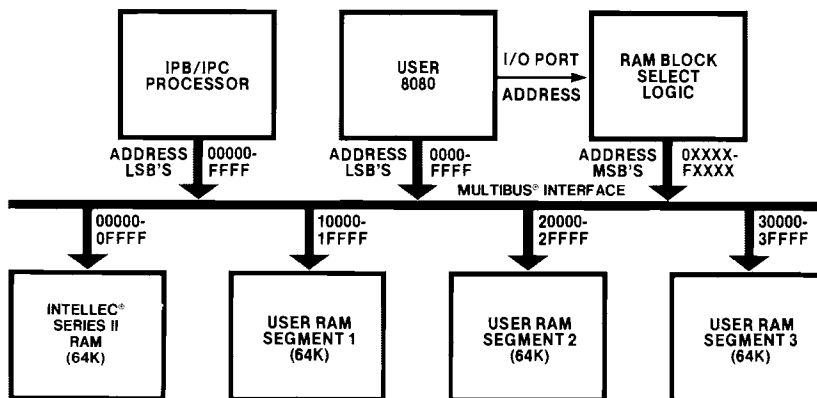 IPB/IPC
PROCESSOR
USER
8080
I/O PORT
ADDRESS
RAM BLOCK
SELECT
LOGIC
ADDRESS
LSB'S
00000-
FFFF
ADDRESS
LSB'S
0000-
FFFF
ADDRESS
MSB'S
0XXXX-
FXXXX
MULTIBUS® INTERFACE
00000-
0FFFF
10000-
1FFFF
20000-
2FFFF
30000-
3FFFF
INTELLEC®
SERIES II
RAM
(64K)
USER RAM
SEGMENT 1
(64K)
USER RAM
SEGMENT 2
(64K)
USER RAM
SEGMENT 3
(64K)